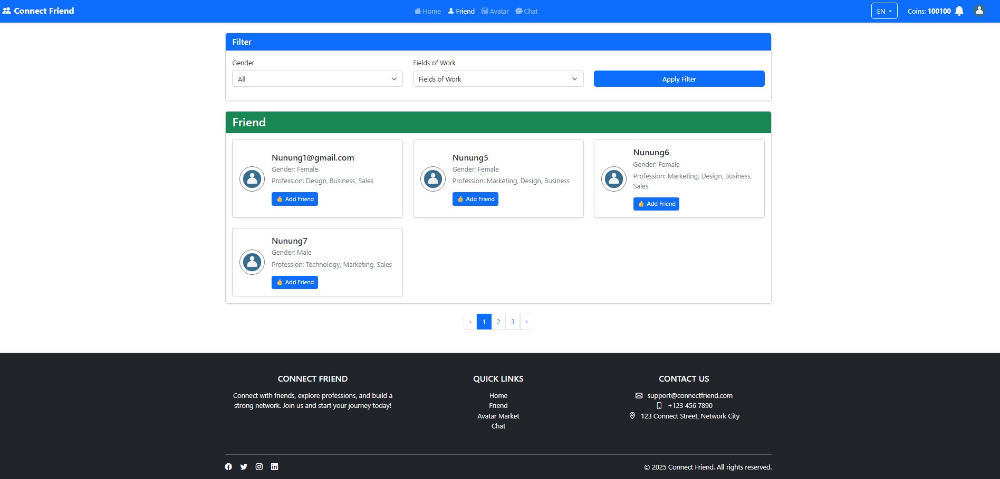 Connect Friend
Home Friend Avatar Chat
EN Coins: 100100
Filter
Gender
Fields of Work
All
Fields of Work
Apply Filter
Friend
Nunung1@gmail.com
Gender: Female
Profession: Design, Business, Sales
Add Friend
Nunung5
Gender: Female
Profession: Marketing, Design, Business
Add Friend
Nunung6
Gender: Female
Profession: Marketing, Design, Business,
Sales
Add Friend
Nunung7
Gender: Male
Profession: Technology, Marketing, Sales
Add Friend
‹ 1 2 3 ›
CONNECT FRIEND
Connect with friends, explore professions, and build a
strong network. Join us and start your journey today!
QUICK LINKS
Home
Friend
Avatar Market
Chat
CONTACT US
support@connectfriend.com
+123 456 7890
123 Connect Street, Network City
© 2025 Connect Friend. All rights reserved.